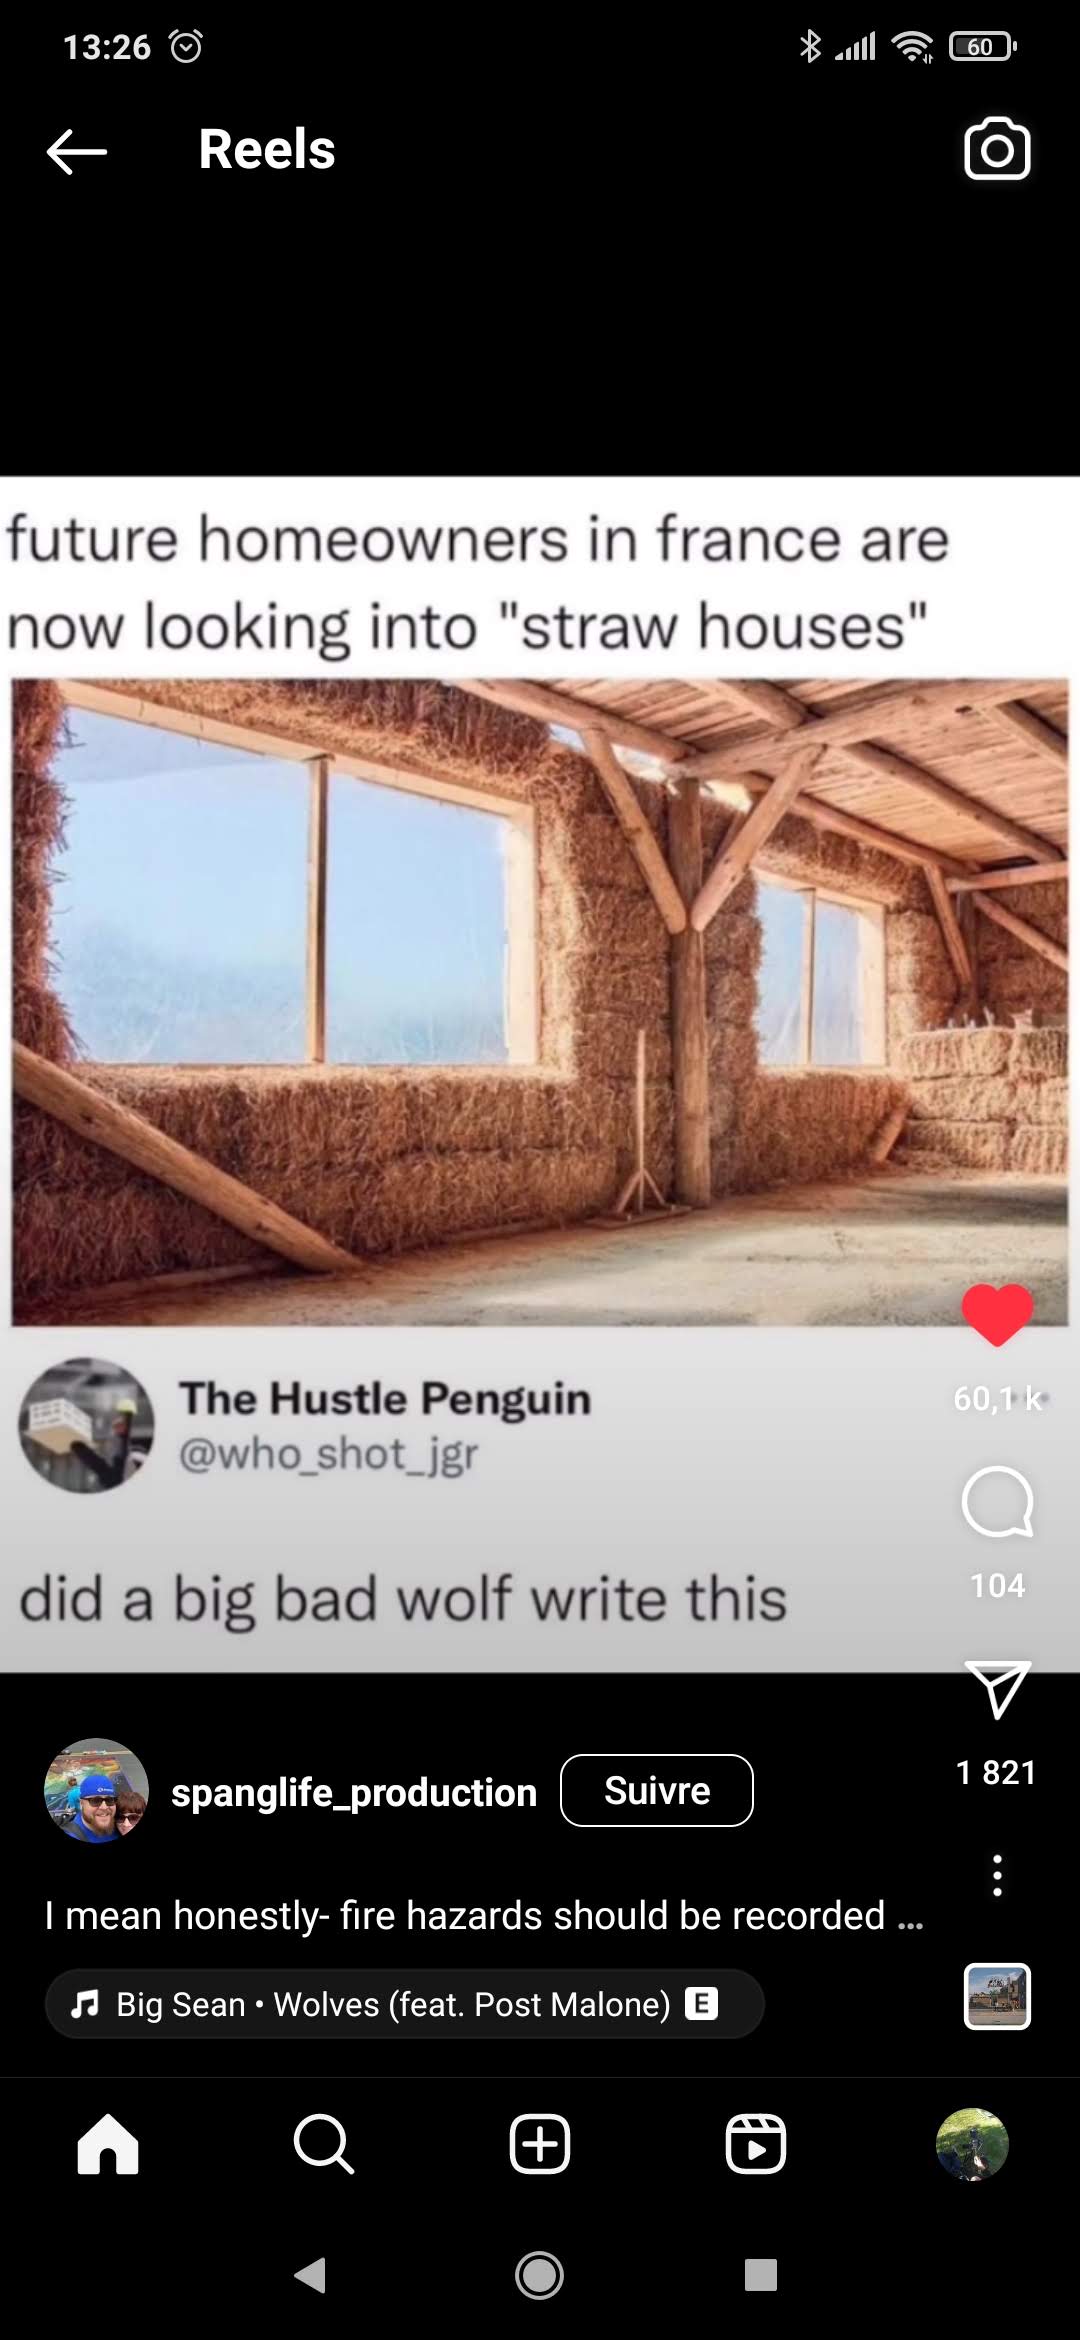 13:26
60
Reels
future homeowners in france are
now looking into "straw houses"
The Hustle Penguin
@who_shot_jgr
60,1 k
did a big bad wolf write this
104
1 821
spanglife_production
Suivre
I mean honestly- fire hazards should be recorded ...
Big Sean • Wolves (feat. Post Malone) E